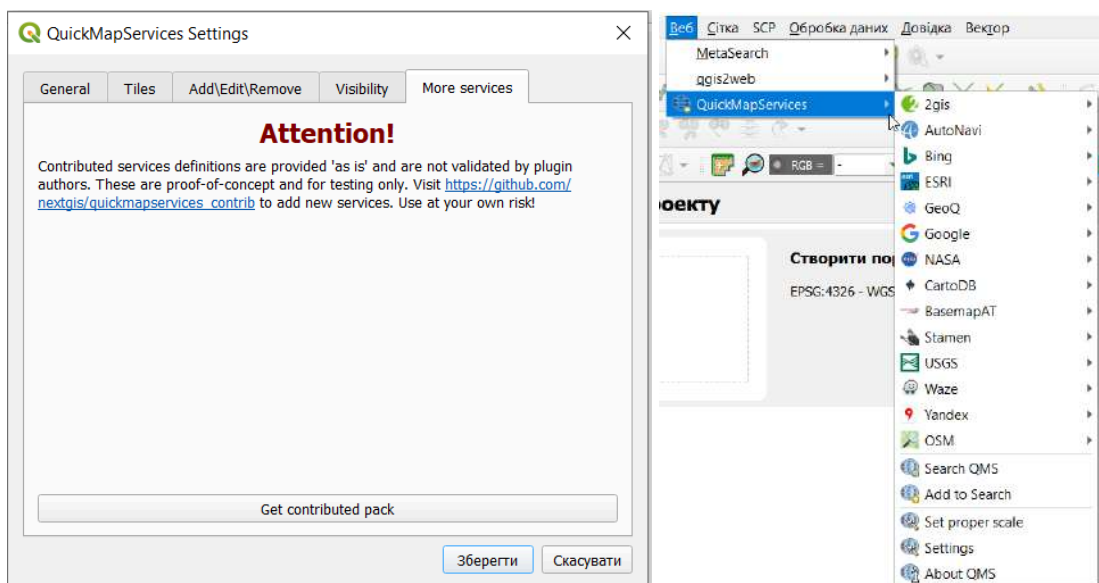 QuickMapServices Settings
General Tiles Add\Edit\Remove Visibility More services
Attention!
Contributed services definitions are provided 'as is' and are not validated by plugin
authors. These are proof-of-concept and for testing only. Visit https://github.com/
nextgis/quickmapservices_contrib to add new services. Use at your own risk!
Get contributed pack
Зберегти Скасувати
Веб Сітка SCP Обробка даних Довідка Вектор
MetaSearch
qgis2web
QuickMapServices
RGB = -
оекту
Створити пор
EPSG:4326 - WGS
2gis
AutoNavi
Bing
ESRI
GeoQ
Google
NASA
CartoDB
BasemapAT
Stamen
USGS
Waze
Yandex
OSM
Search QMS
Add to Search
Set proper scale
Settings
About QMS